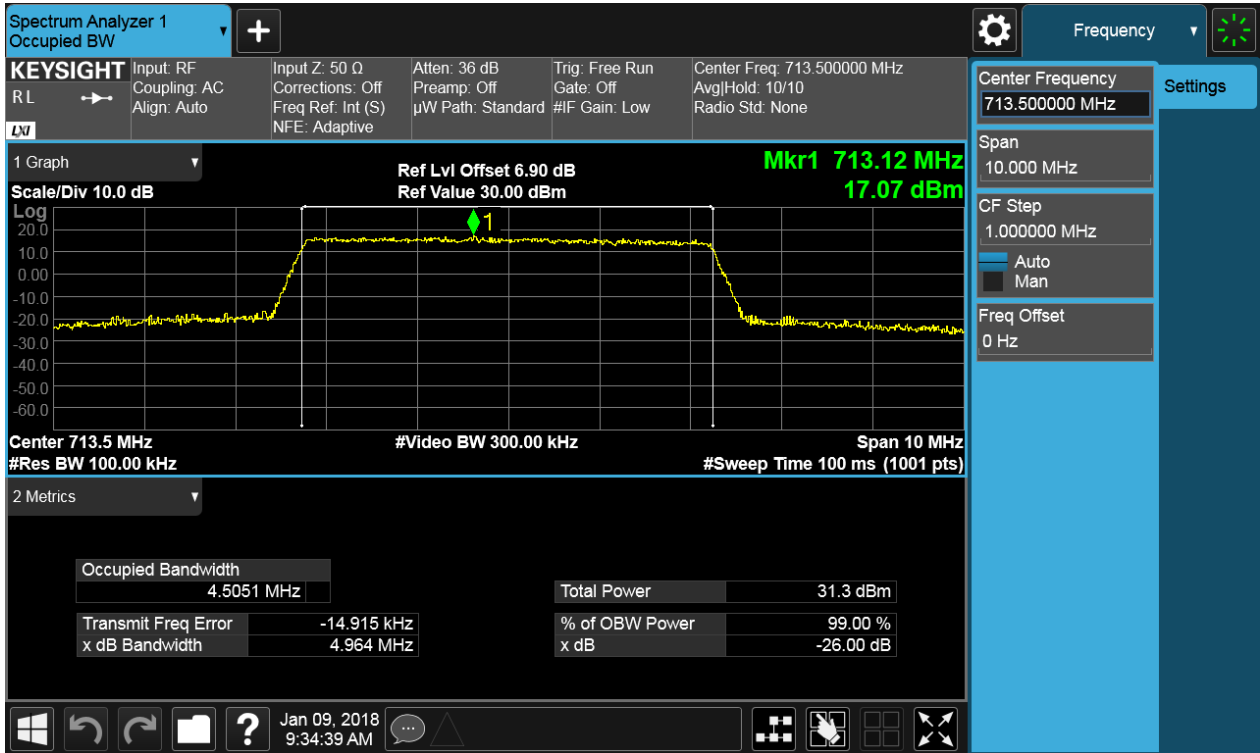 Spectrum Analyzer 1
Occupied BW
+
Frequency
KEYSIGHT
RL
LXI
Input: RF
Coupling: AC
Align: Auto
Input Z: 50 Ω
Corrections: Off
Freq Ref: Int (S)
NFE: Adaptive
Atten: 36 dB
Preamp: Off
µW Path: Standard
Trig: Free Run
Gate: Off
#IF Gain: Low
Center Freq: 713.500000 MHz
Avg|Hold: 10/10
Radio Std: None
1 Graph
Scale/Div 10.0 dB
Ref Lvl Offset 6.90 dB
Ref Value 30.00 dBm
Mkr1 713.12 MHz
17.07 dBm
Log
20.0
10.0
0.00
-10.0
-20.0
-30.0
-40.0
-50.0
-60.0
1
Center 713.5 MHz
#Res BW 100.00 kHz
#Video BW 300.00 kHz
Span 10 MHz
#Sweep Time 100 ms (1001 pts)
2 Metrics
Occupied Bandwidth
4.5051 MHz
Transmit Freq Error -14.915 kHz
x dB Bandwidth 4.964 MHz
Total Power 31.3 dBm
% of OBW Power 99.00 %
x dB -26.00 dB
Center Frequency
713.500000 MHz
Settings
Span
10.000 MHz
CF Step
1.000000 MHz
Auto
Man
Freq Offset
0 Hz
?
Jan 09, 2018
9:34:39 AM